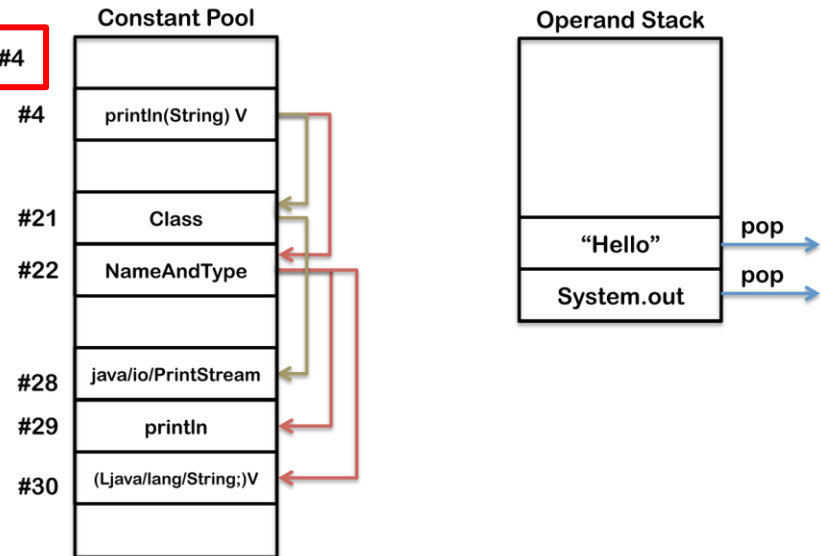 Constant Pool
Operand Stack
#4
#4
println(String) V
#21
Class
#22
NameAndType
#28
java/io/PrintStream
#29
println
#30
(Ljava/lang/String;)V
“Hello”
pop
System.out
pop